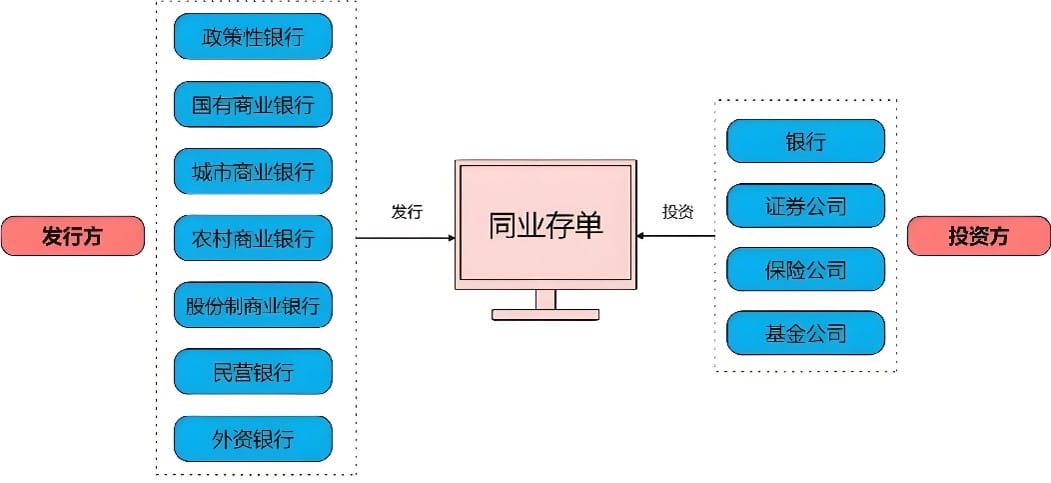 发行方
政策性银行
国有商业银行
城市商业银行
农村商业银行
股份制商业银行
民营银行
外资银行
发行
同业存单
投资
银行
证券公司
保险公司
基金公司
投资方